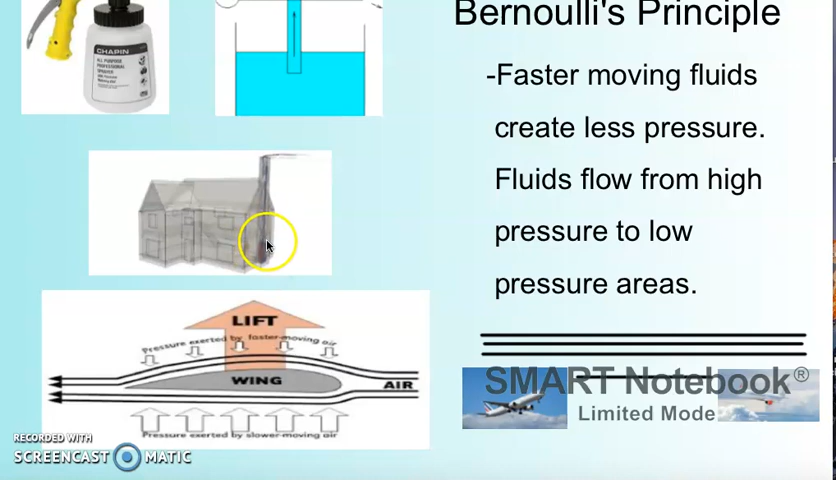 Bernoulli's Principle
-Faster moving fluids
create less pressure.
Fluids flow from high
pressure to low
pressure areas.
CHAPIN
LIFT
Pressure exerted by faster-moving air
WING
AIR
Pressure exerted by slower-moving air
SMART Notebook®
Limited Mode
RECORDED WITH
SCREENCAST MATIC